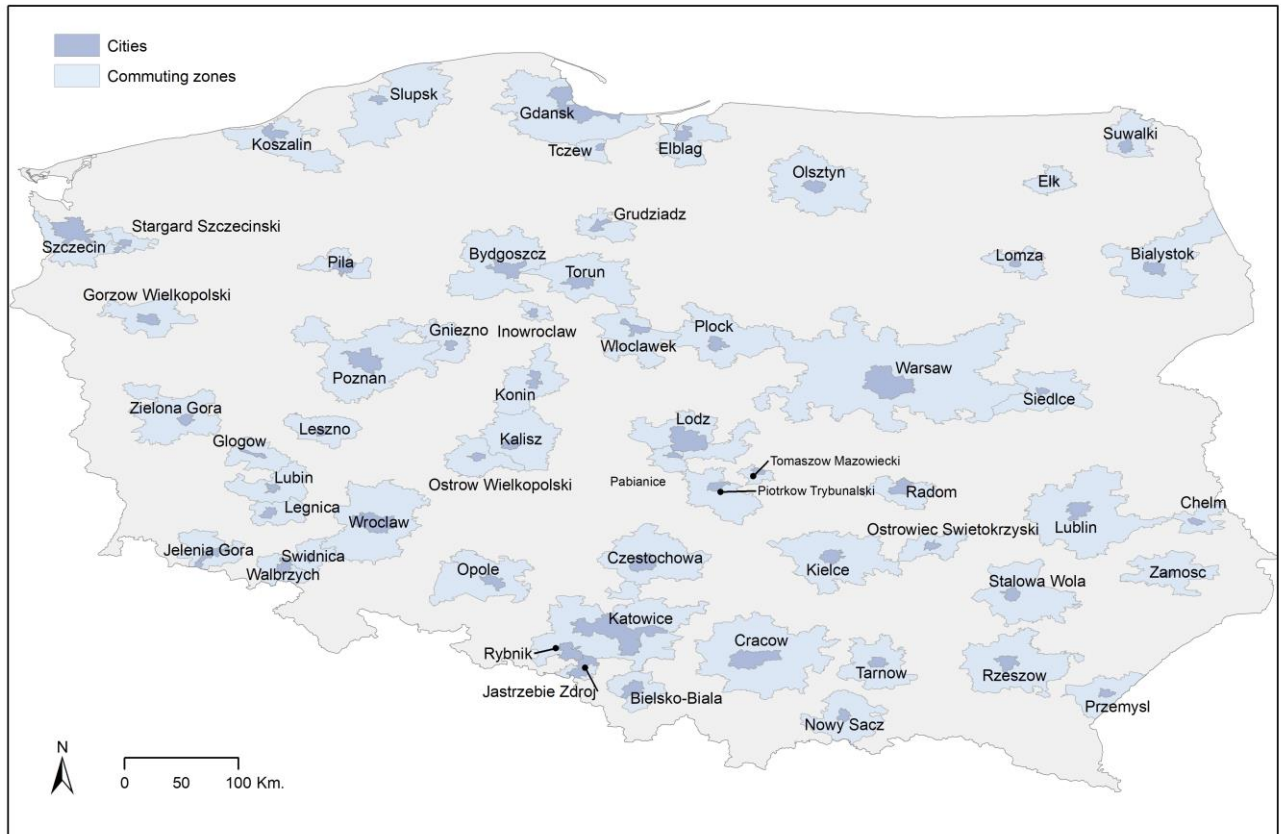 Cities
Commuting zones
Slupsk
Gdansk
Koszalin
Tczew
Elblag
Suwalki
Olsztyn
Elk
Stargard Szczecinski
Szczecin
Grudziadz
Pila
Bydgoszcz
Torun
Lomza
Bialystok
Gorzow Wielkopolski
Gniezno
Inowroclaw
Wloclawek
Plock
Poznan
Warsaw
Konin
Siedlce
Zielona Gora
Leszno
Lodz
Glogow
Kalisz
Tomaszow Mazowiecki
Lubin
Ostrow Wielkopolski
Pabianice
Piotrkow Trybunalski
Radom
Legnica
Wroclaw
Chelm
Lublin
Ostrowiec Swietokrzyski
Jelenia Gora
Swidnica
Walbrzych
Czestochowa
Opole
Kielce
Zamosc
Stalowa Wola
Katowice
Cracow
Rybnik
Tarnow
Rzeszow
Jastrzebie Zdroj
Bielsko-Biala
Przemysl
Nowy Sacz
N
0 50 100 Km.